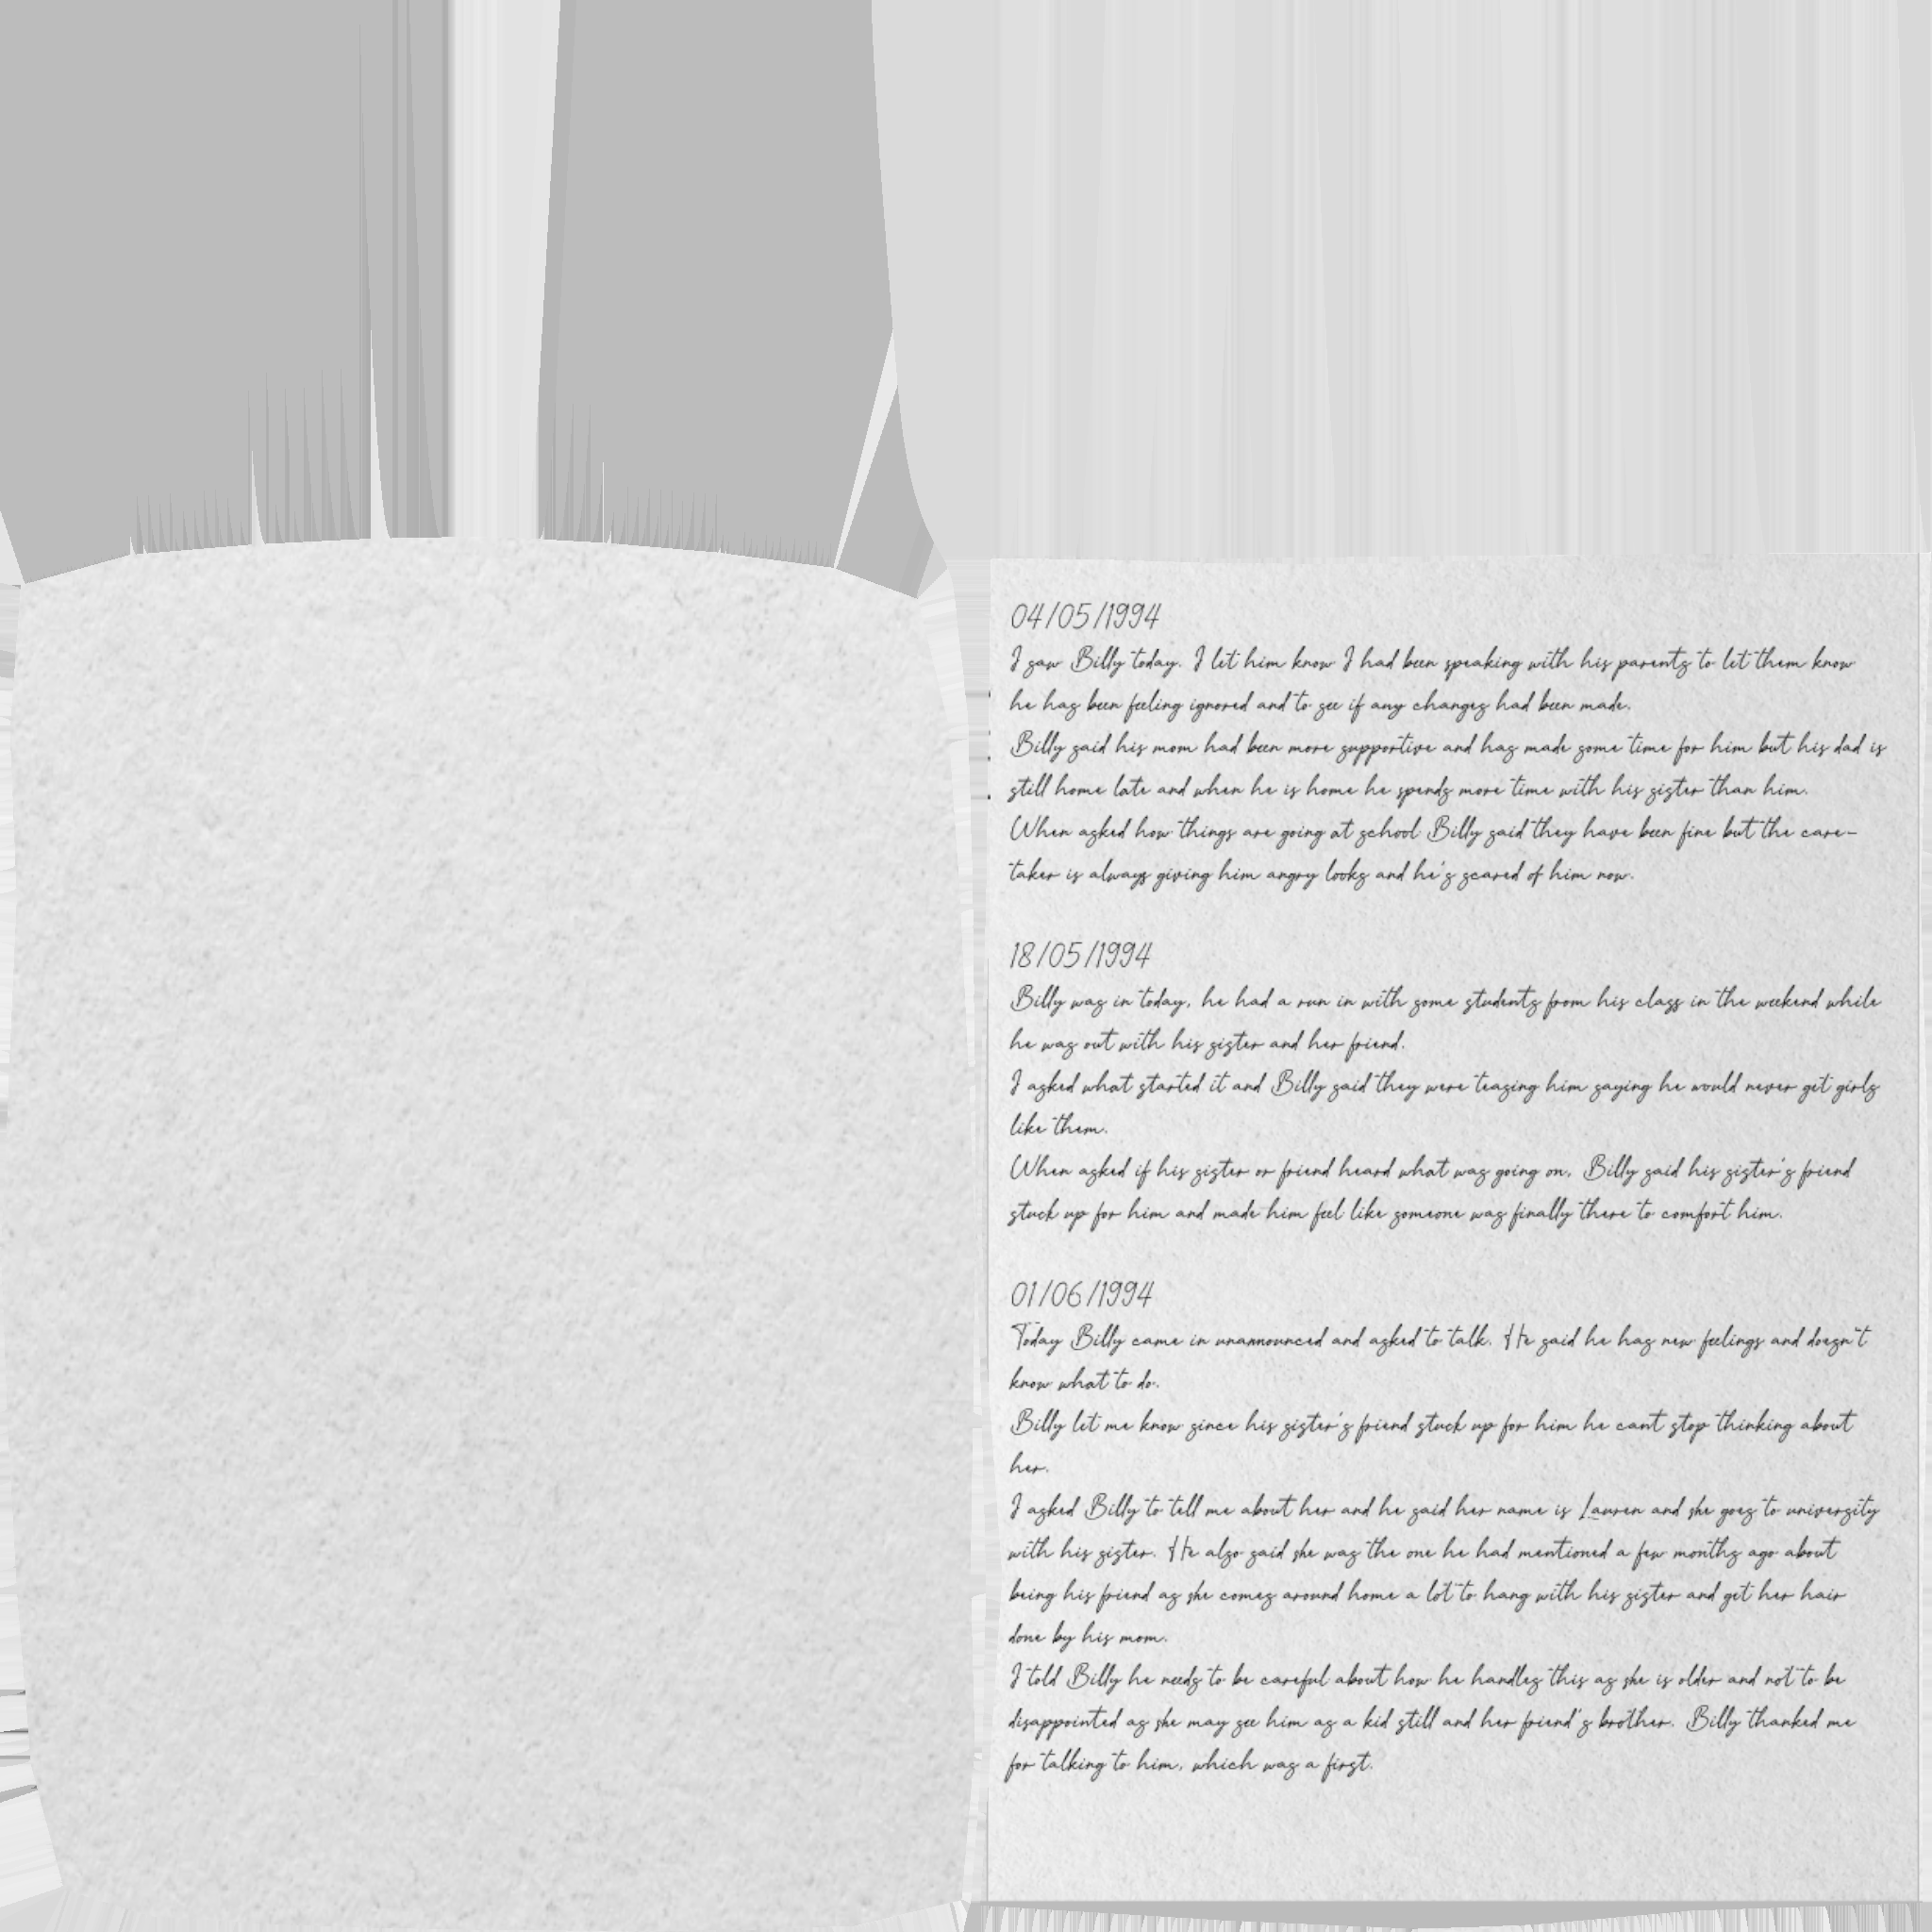 04/05/1994
I saw Billy today. I let him know I had been speaking with his parents to let them know
he has been feeling ignored and to see if any changes had been made.
Billy said his mom had been more supportive and has made some time for him but his dad is
still home late and when he is home he spends more time with his sister than him.
When asked how things are going at school Billy said they have been fine but the care-
taker is always giving him angry looks and he's scared of him now.
18/05/1994
Billy was in today, he had a run in with some students from his class in the weekend while
he was out with his sister and her friend.
I asked what started it and Billy said they were teasing him saying he would never get girls
like them.
When asked if his sister or friend heard what was going on, Billy said his sister's friend
stuck up for him and made him feel like someone was finally there to comfort him.
01/06/1994
Today Billy came in unannounced and asked to talk. He said he has new feelings and doesn't
know what to do.
Billy let me know since his sister's friend stuck up for him he cant stop thinking about
her.
I asked Billy to tell me about her and he said her name is Lauren and she goes to university
with his sister. He also said she was the one he had mentioned a few months ago about
being his friend as she comes around home a lot to hang with his sister and get her hair
done by his mom.
I told Billy he needs to be careful about how he handles this as she is older and not to be
disappointed as she may see him as a kid still and her friend's brother. Billy thanked me
for talking to him, which was a first.